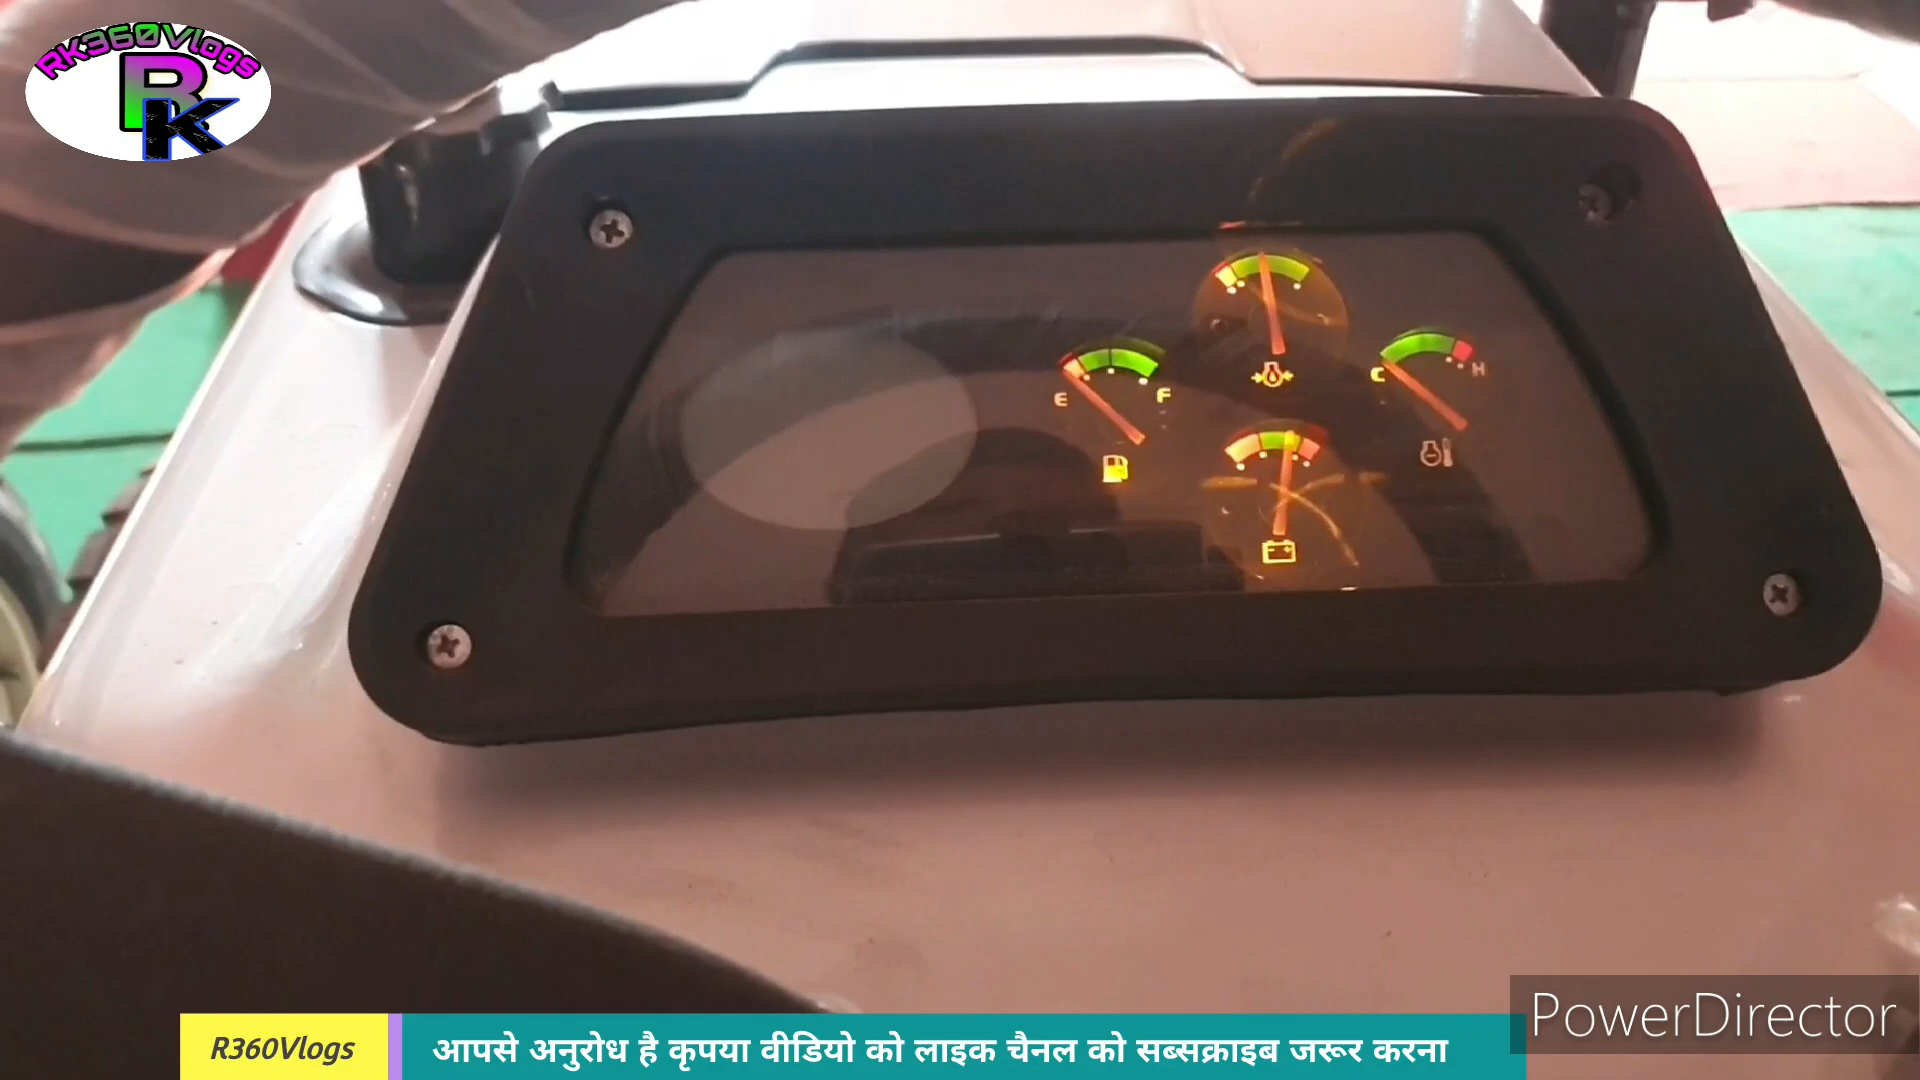 RK360Vlogs
RK
E
F
C
H
PowerDirector
R360Vlogs
आपसे अनुरोध है कृपया वीडियो को लाइक चैनल को सब्सक्राइब जरूर करना